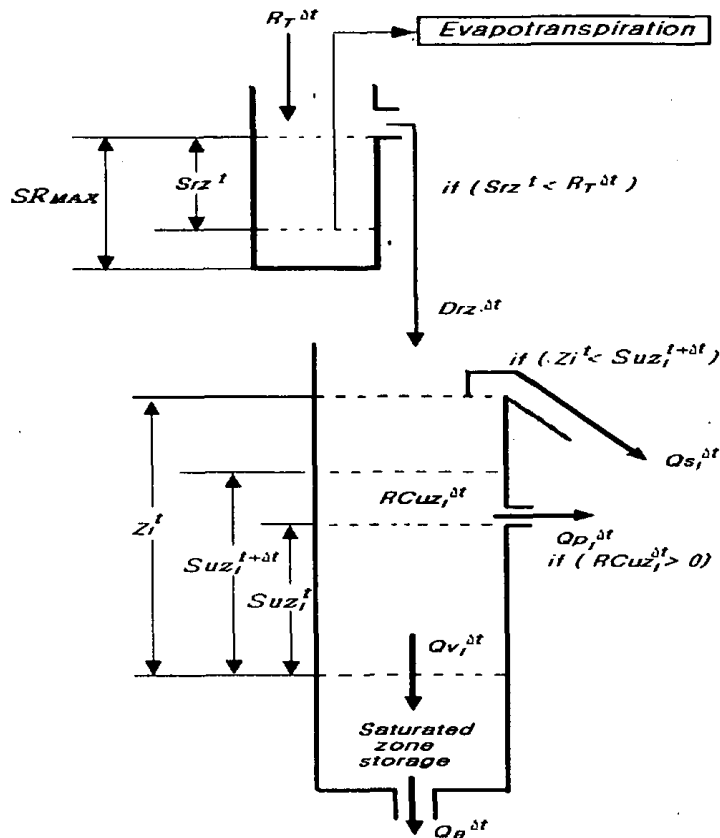 R_T^Δt
Evapotranspiration
Srz^t
SR_MAX
if (Srz^t < R_T^Δt)
Drz^Δt
if (Zi^t < Suz_i^t+Δt)
Qs_i^Δt
RCuz_i^Δt
Z_i^t
Qp_i^Δt
Suz_i^t+Δt
if (RCuz_i^Δt > 0)
Suz_i^t
Qv_i^Δt
Saturated
zone
storage
Q_B^Δt